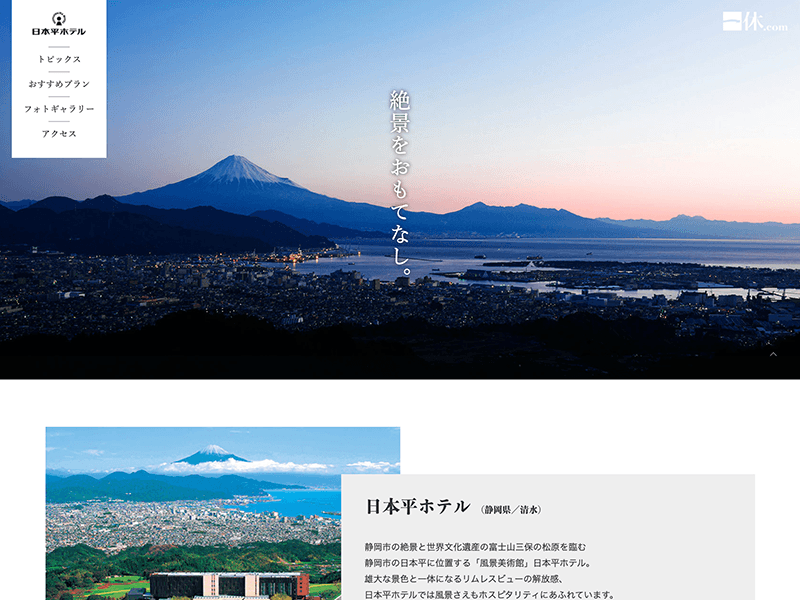 日本平ホテル
トピックス
おすすめプラン
フォトギャラリー
アクセス
一休.com
絶景をおもてなし。
日本平ホテル（静岡県／清水）
静岡市の絶景と世界文化遺産の富士山三保の松原を臨む
静岡市の日本平に位置する「風景美術館」日本平ホテル。
雄大な景色と一体になるリムレスビューの解放感、
日本平ホテルでは風景さえもホスピタリティにあふれています。